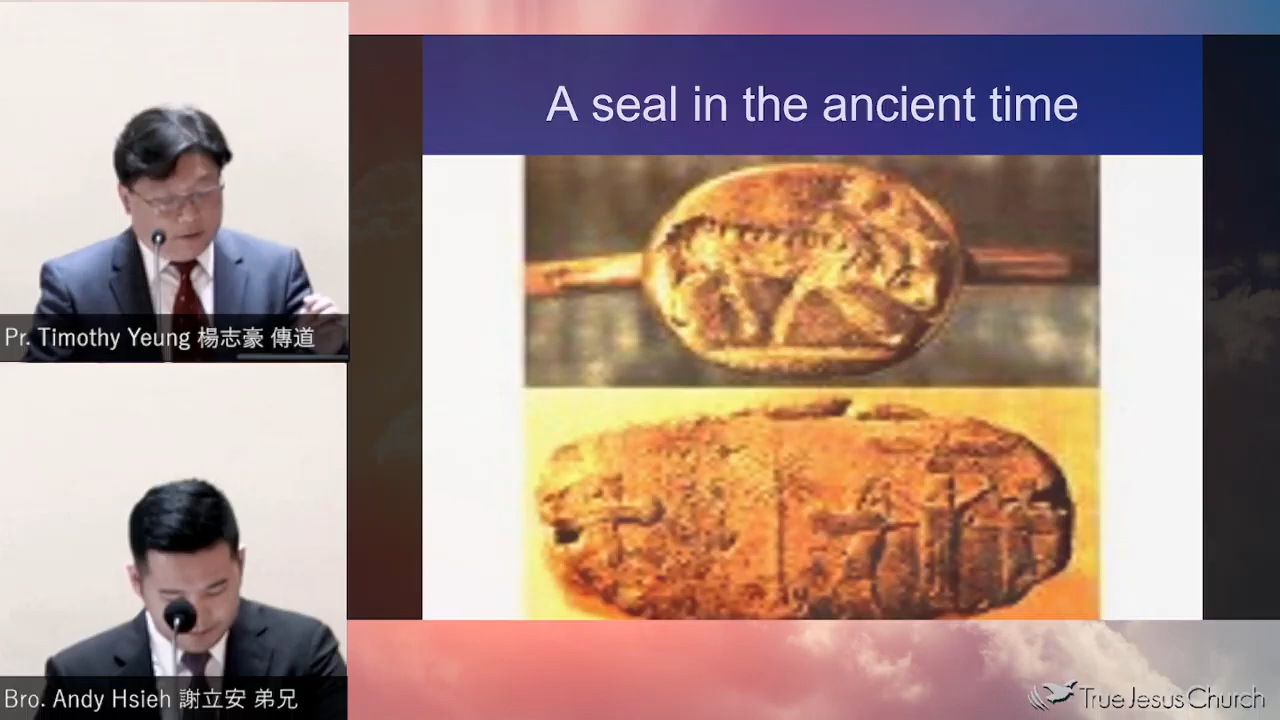 A seal in the ancient time
Pr. Timothy Yeung 楊志豪 傳道
Bro. Andy Hsieh 謝立安 弟兄
True Jesus Church